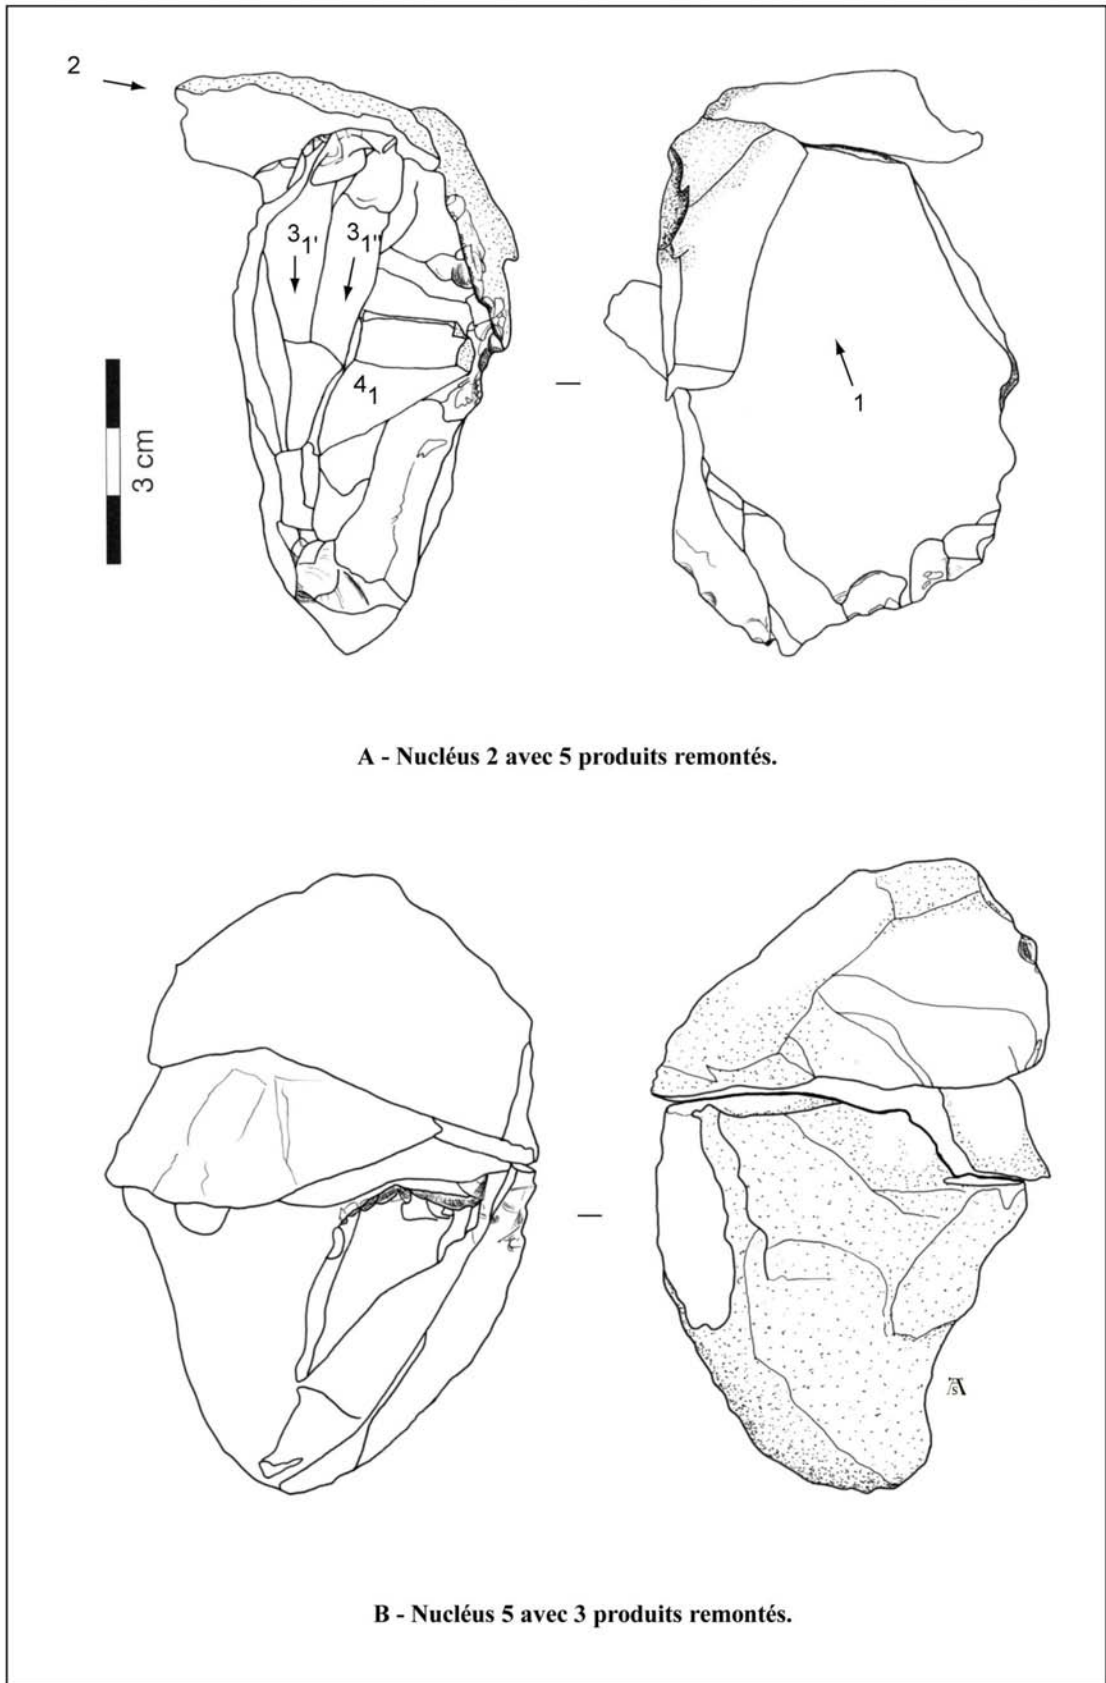 2
3 1' 3 1"
4 1
1
3 cm
A - Nucléus 2 avec 5 produits remontés.
B - Nucléus 5 avec 3 produits remontés.